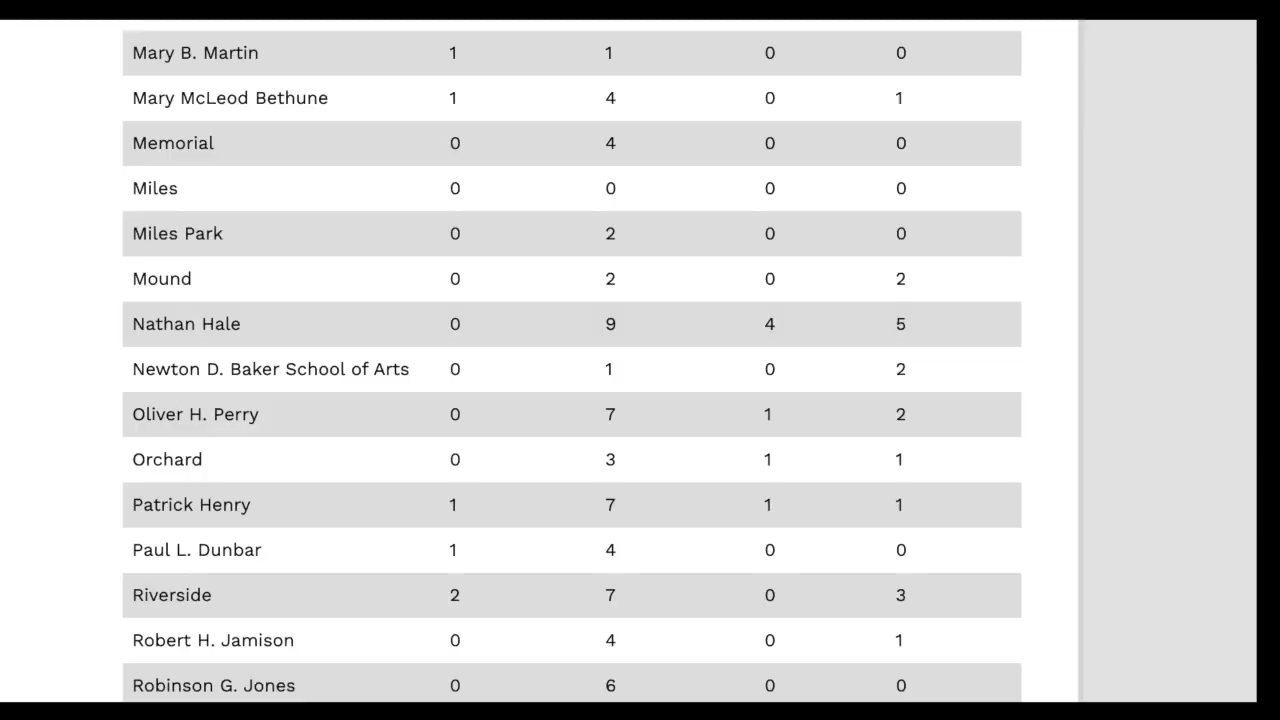 Mary B. Martin 1 1 0 0
Mary McLeod Bethune 1 4 0 1
Memorial 0 4 0 0
Miles 0 0 0 0
Miles Park 0 2 0 0
Mound 0 2 0 2
Nathan Hale 0 9 4 5
Newton D. Baker School of Arts 0 1 0 2
Oliver H. Perry 0 7 1 2
Orchard 0 3 1 1
Patrick Henry 1 7 1 1
Paul L. Dunbar 1 4 0 0
Riverside 2 7 0 3
Robert H. Jamison 0 4 0 1
Robinson G. Jones 0 6 0 0